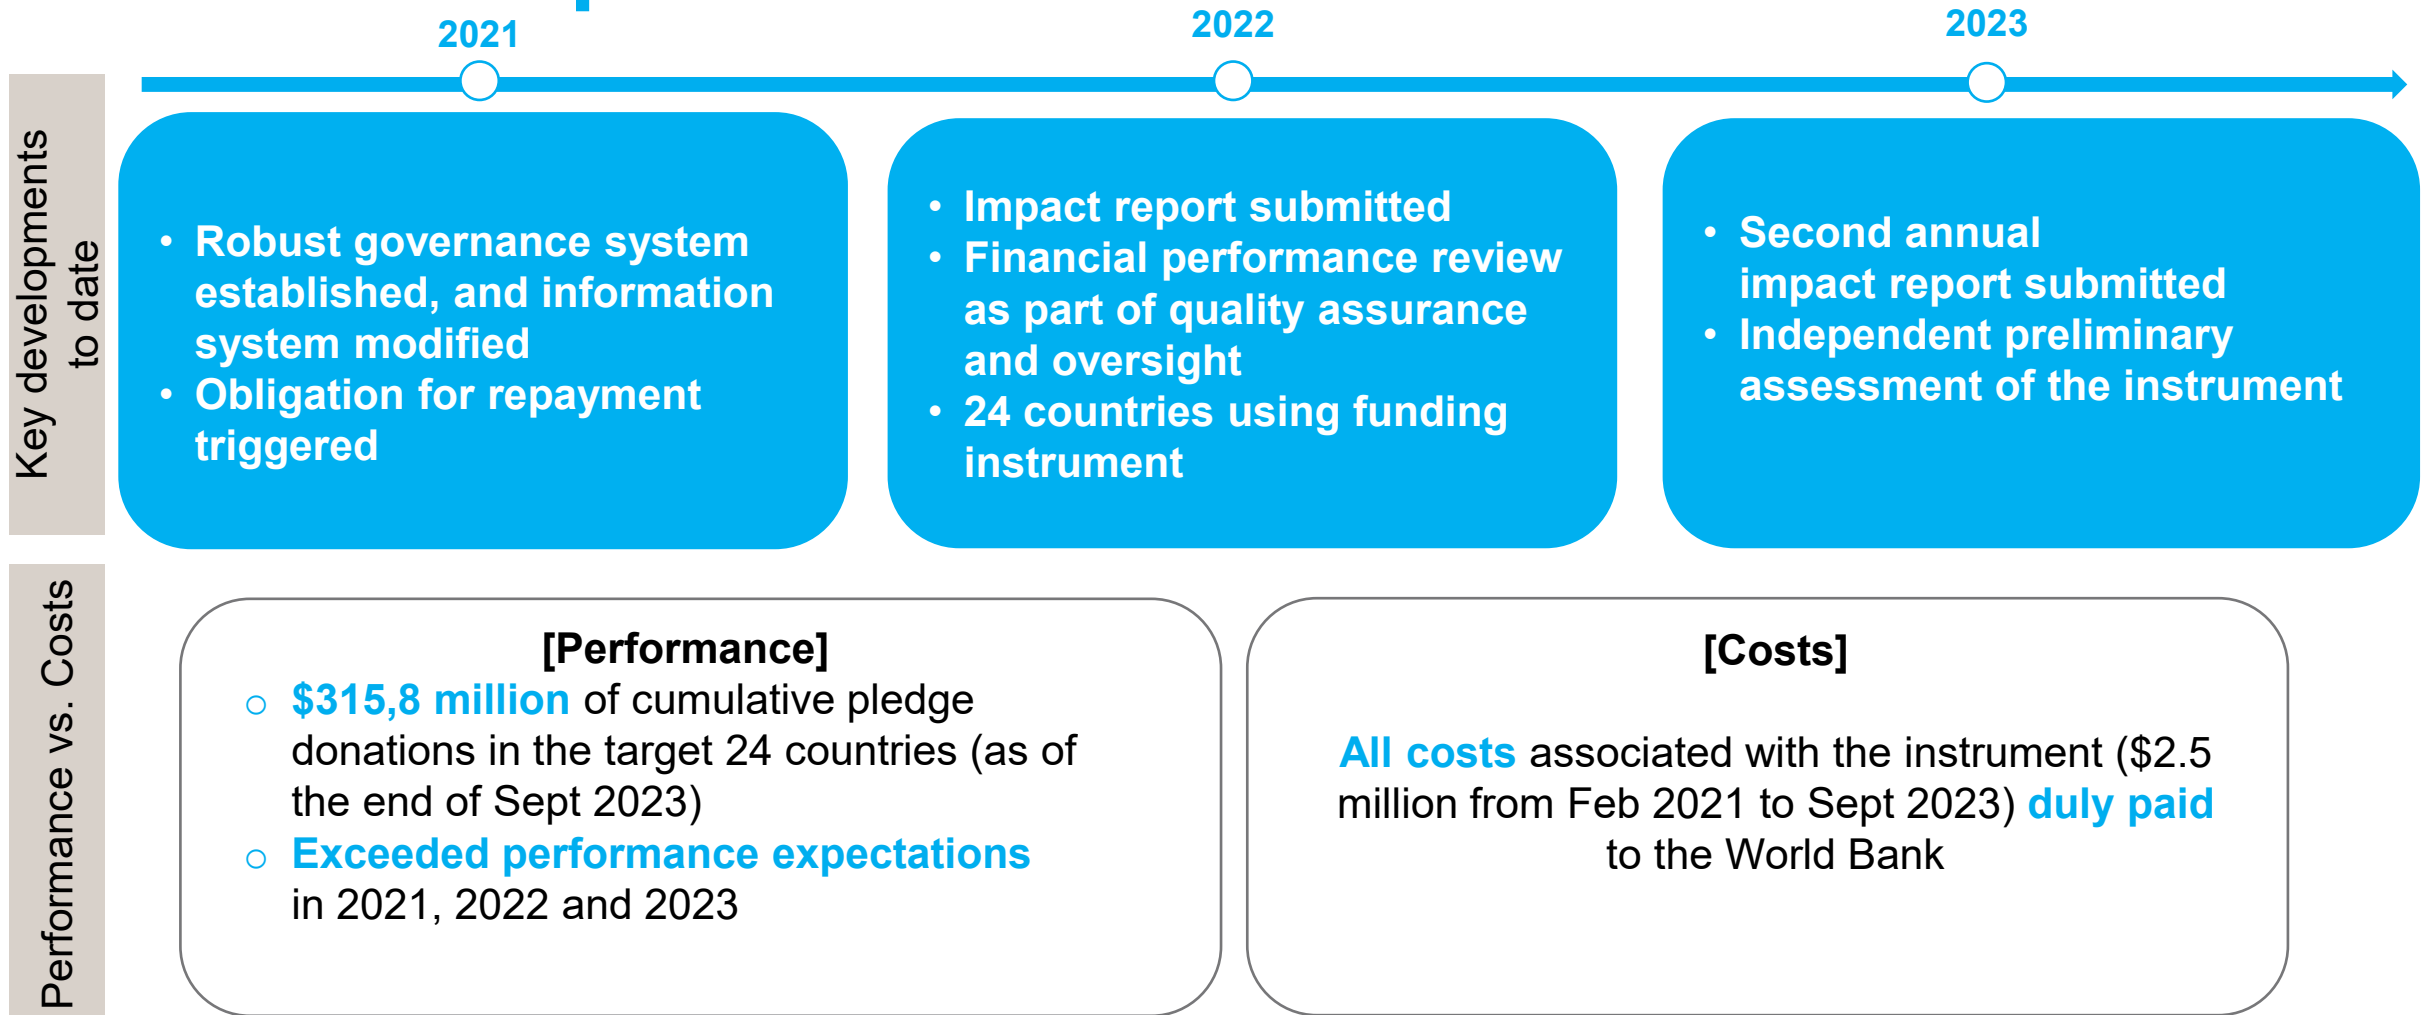 2021
2022
2023
Key developments
to date
• Robust governance system
established, and information
system modified
• Obligation for repayment
triggered
• Impact report submitted
• Financial performance review
as part of quality assurance
and oversight
• 24 countries using funding
instrument
• Second annual
impact report submitted
• Independent preliminary
assessment of the instrument
Performance vs. Costs
[Performance]
o $315,8 million of cumulative pledge
donations in the target 24 countries (as of
the end of Sept 2023)
o Exceeded performance expectations
in 2021, 2022 and 2023
[Costs]
All costs associated with the instrument ($2.5
million from Feb 2021 to Sept 2023) duly paid
to the World Bank